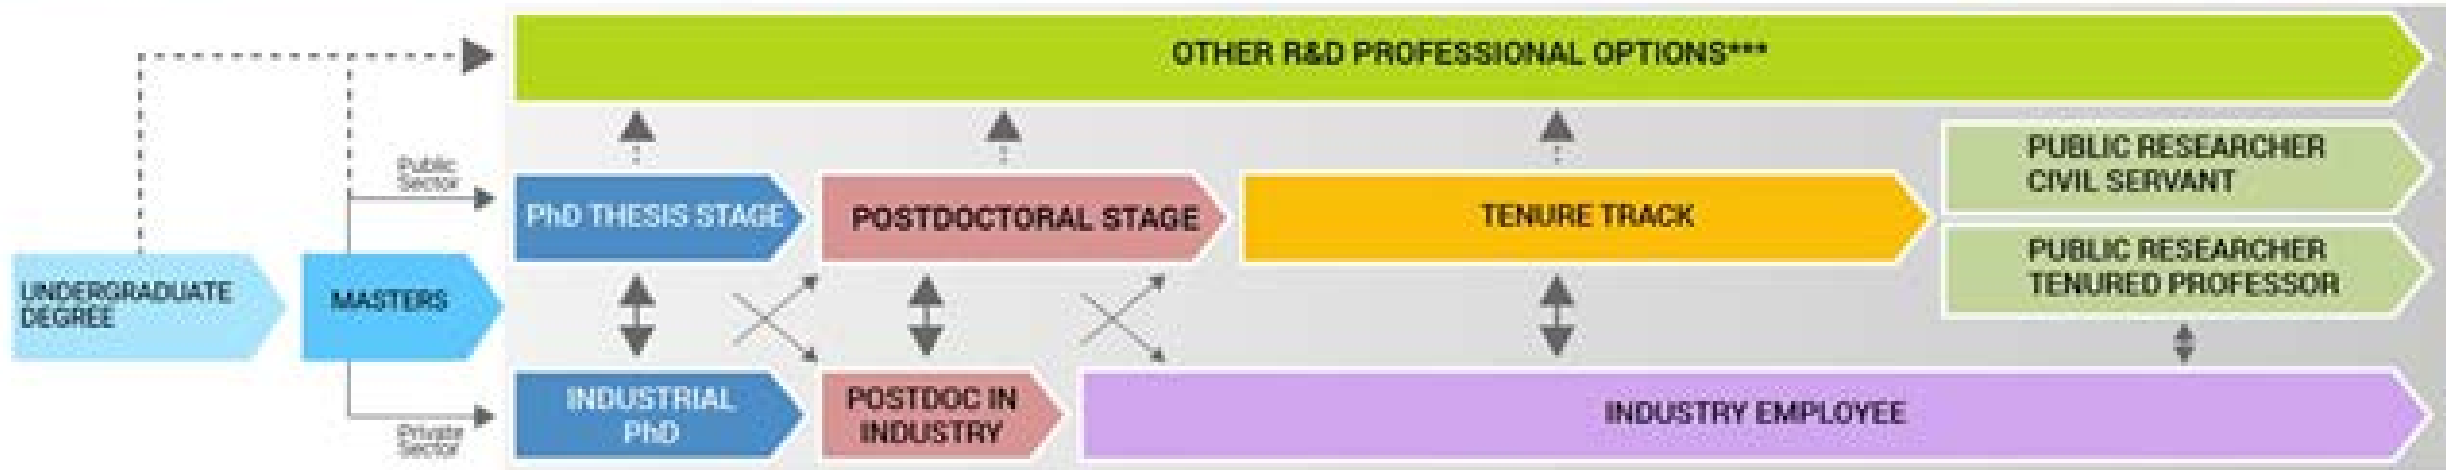 OTHER R&D PROFESSIONAL OPTIONS***
PUBLIC RESEARCHER
CIVIL SERVANT
Public
Sector
PhD THESIS STAGE
POSTDOCTORAL STAGE
TENURE TRACK
PUBLIC RESEARCHER
TENURED PROFESSOR
UNDERGRADUATE
DEGREE
MASTERS
INDUSTRIAL
PhD
POSTDOC IN
INDUSTRY
INDUSTRY EMPLOYEE
Private
Sector